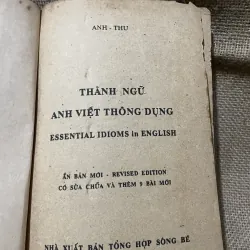 ANH - THU
THÀNH NGỮ
ANH VIỆT THÔNG DỤNG
ESSENTIAL IDIOMS in ENGLISH
ẤN BẢN MỚI - REVISED EDITION
CÓ SỬA CHỮA VÀ THÊM 9 BÀI MỚI
NHÀ XUẤT BẢN TỔNG HỢP SÔNG BÉ